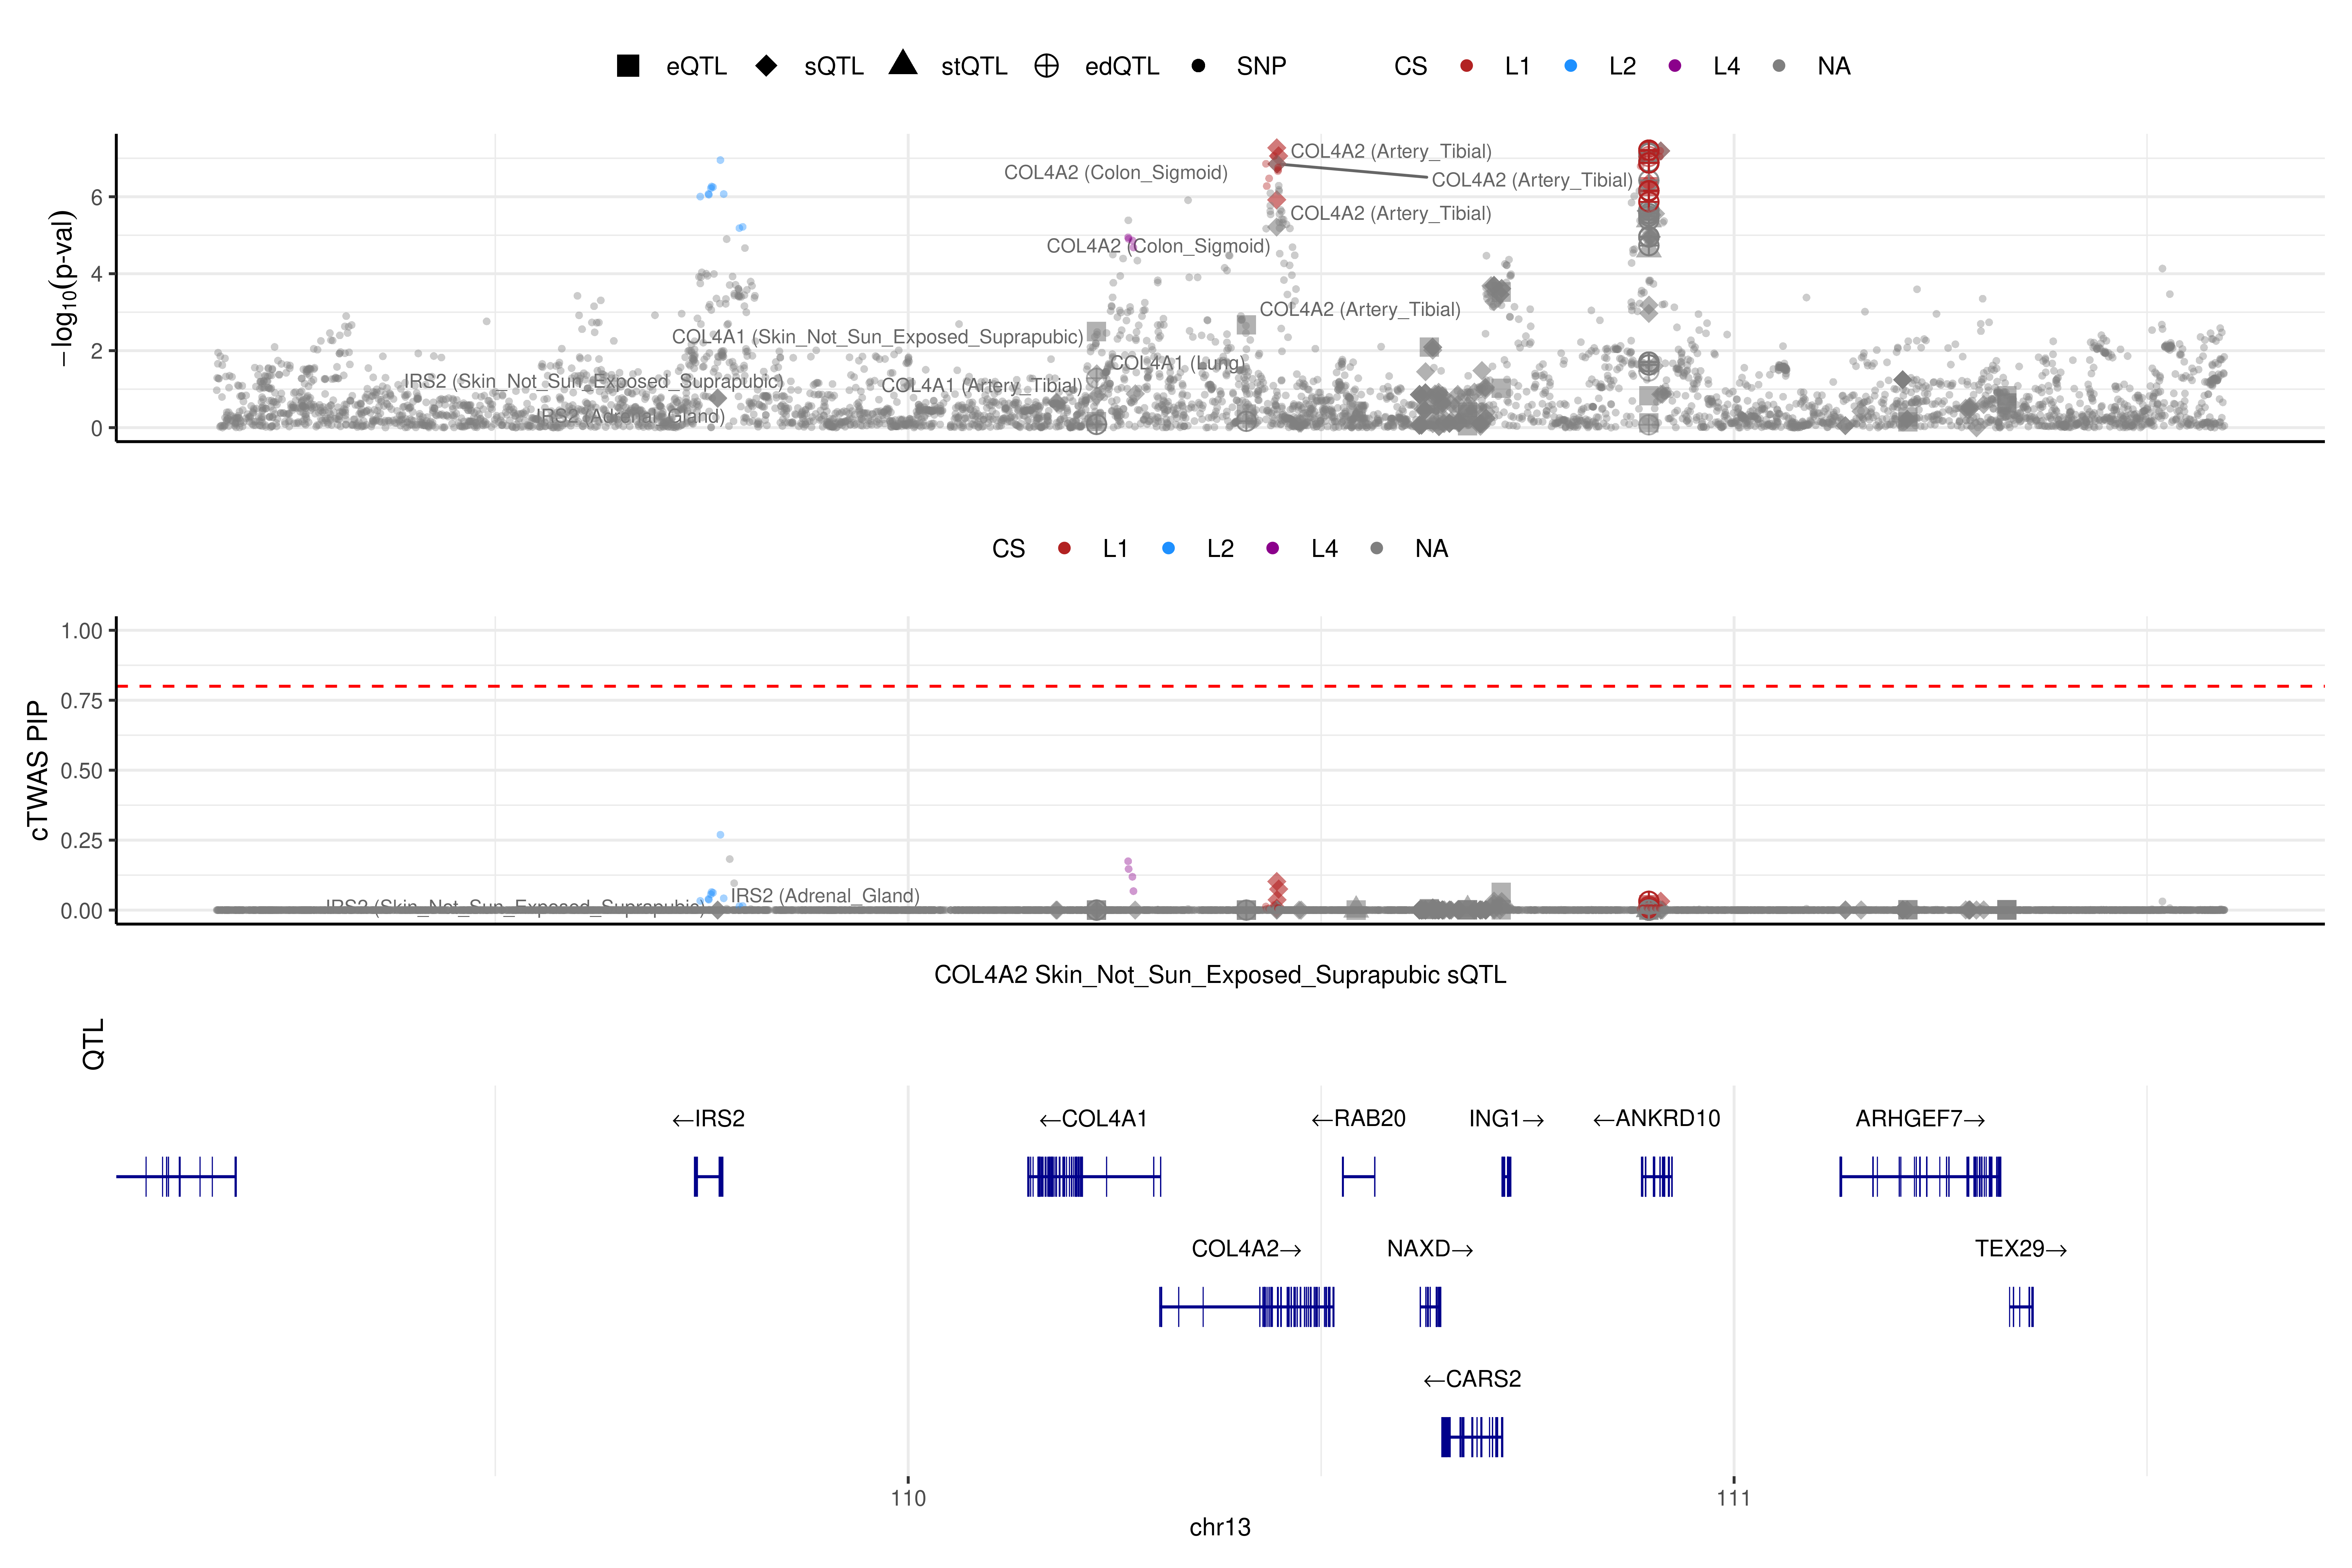 eQTL sQTL stQTL edQTL SNP CS L1 L2 L4 NA
−log10(p-val)
6
4
2
0
COL4A2 (Artery_Tibial)
COL4A2 (Colon_Sigmoid)
COL4A2 (Artery_Tibial)
COL4A2 (Artery_Tibial)
COL4A2 (Colon_Sigmoid)
COL4A2 (Artery_Tibial)
COL4A1 (Skin_Not_Sun_Exposed_Suprapubic)
COL4A1 (Lung)
IRS2 (Skin_Not_Sun_Exposed_Suprapubic)
COL4A1 (Artery_Tibial)
IRS2 (Adrenal_Gland)
CS L1 L2 L4 NA
cTWAS PIP
1.00
0.75
0.50
0.25
0.00
IRS2 (Adrenal_Gland)
IRS2 (Skin_Not_Sun_Exposed_Suprapubic)
COL4A2 Skin_Not_Sun_Exposed_Suprapubic sQTL
QTL
←IRS2 ←COL4A1 ←RAB20 ING1→ ←ANKRD10 ARHGEF7→
COL4A2→ NAXD→ TEX29→
←CARS2
110 111
chr13